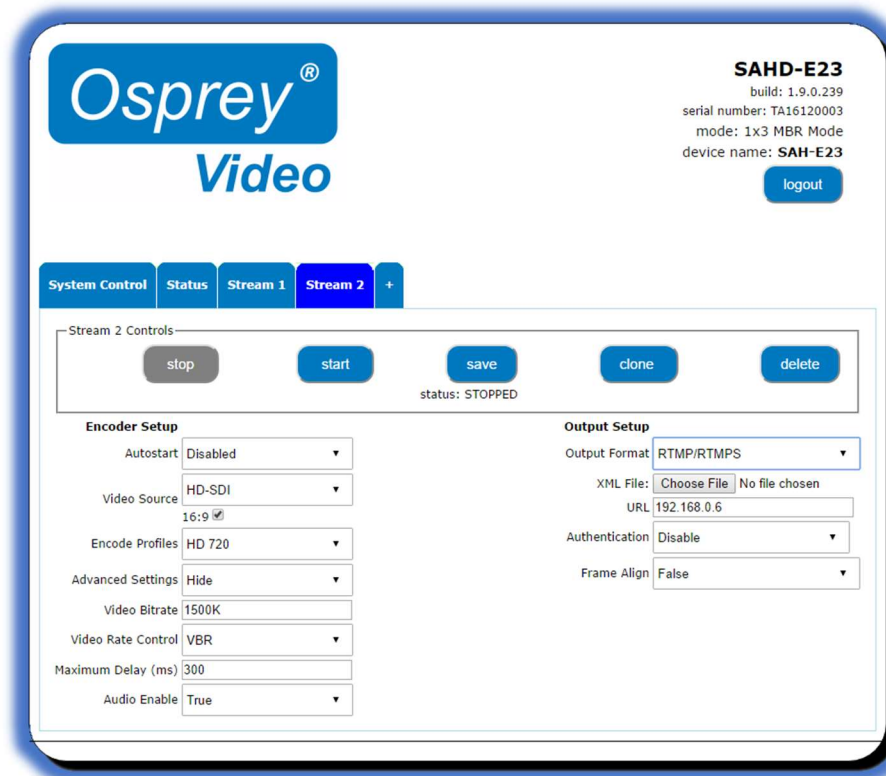 Osprey®
Video
SAHD-E23
build: 1.9.0.239
serial number: TA16120003
mode: 1x3 MBR Mode
device name: SAH-E23
logout
System Control Status Stream 1 Stream 2 +
Stream 2 Controls
stop start save clone delete
status: STOPPED
Encoder Setup
Autostart Disabled
Video Source HD-SDI
16:9
Encode Profiles HD 720
Advanced Settings Hide
Video Bitrate 1500K
Video Rate Control VBR
Maximum Delay (ms) 300
Audio Enable True
Output Setup
Output Format RTMP/RTMPS
XML File: Choose File No file chosen
URL 192.168.0.6
Authentication Disable
Frame Align False